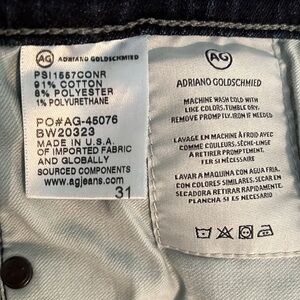 AG ADRIANO GOLDSCHMIED
PSI1557CONR
91% COTTON
8% POLYESTER
1% POLYURETHANE
PO#AG-45076
BW20323
MADE IN U.S.A.
OF IMPORTED FABRIC
AND GLOBALLY
SOURCED COMPONENTS
www.agjeans.com
31
AG
ADRIANO GOLDSCHMIED
MACHINE WASH COLD WITH
LIKE COLORS.TUMBLE DRY.
REMOVE PROMPTLY.IRON IF NEEDED
LAVAGE EN MACHINE À FROID AVEC
COMME COULEURS. SÈCHE-LINGE
À RETIRER PROMPTEMENT.
FER SI NÉCESSAIRE
LAVAR A MAQUINA CON AGUA FRIA.
CON COLORES SIMILARES. SECAR EN
SECADORA RETIRAR RAPIDAMENTE.
PLANCHA SI ES NECESARIO